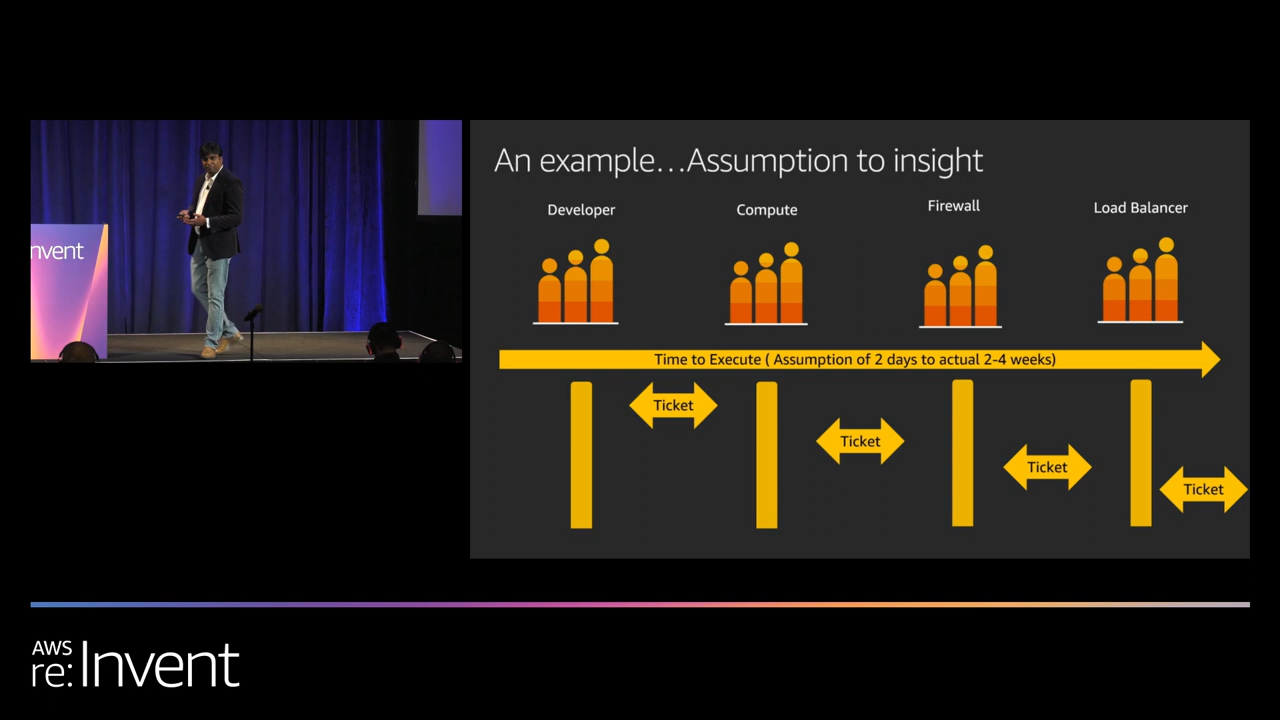 nvent
An example...Assumption to insight
Developer
Compute
Firewall
Load Balancer
Time to Execute ( Assumption of 2 days to actual 2-4 weeks)
Ticket
Ticket
Ticket
Ticket
AWS
re:Invent